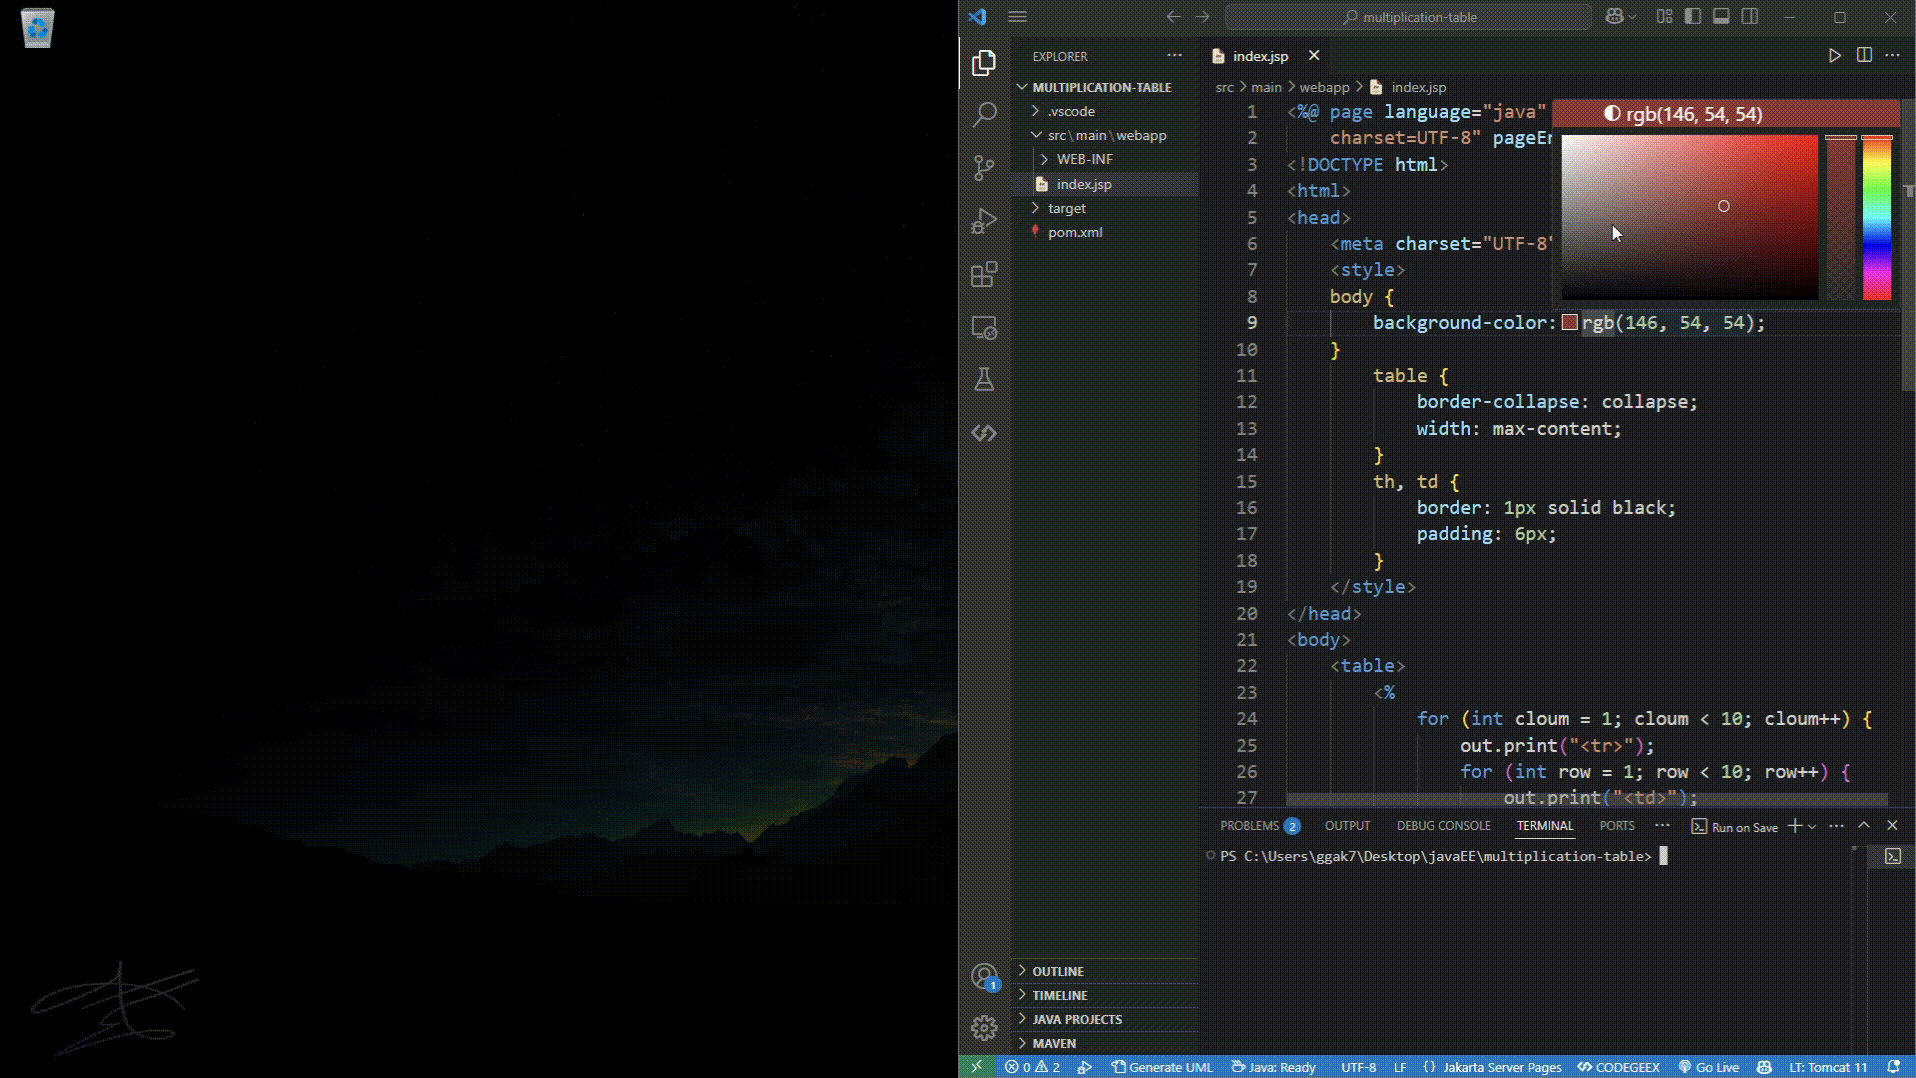 multiplication-table
EXPLORER
MULTIPLICATION-TABLE
.vscode
src\main\webapp
WEB-INF
index.jsp
target
pom.xml
OUTLINE
TIMELINE
JAVA PROJECTS
MAVEN
index.jsp
src > main > webapp > index.jsp
rgb(146, 54, 54)
1 <%@ page language="java"
2 charset=UTF-8" pageEn
3 <!DOCTYPE html>
4 <html>
5 <head>
6 <meta charset="UTF-8"
7 <style>
8 body {
9 background-color: rgb(146, 54, 54);
10 }
11 table {
12 border-collapse: collapse;
13 width: max-content;
14 }
15 th, td {
16 border: 1px solid black;
17 padding: 6px;
18 }
19 </style>
20 </head>
21 <body>
22 <table>
23 <%
24 for (int cloum = 1; cloum < 10; cloum++) {
25 out.print("<tr>");
26 for (int row = 1; row < 10; row++) {
27 out.print("<td>");
PROBLEMS 2 OUTPUT DEBUG CONSOLE TERMINAL PORTS Run on Save
PS C:\Users\ggak7\Desktop\javaEE\multiplication-table>
1
0 2 Generate UML Java: Ready UTF-8 LF {} Jakarta Server Pages CODEGEEX Go Live LT: Tomcat 11